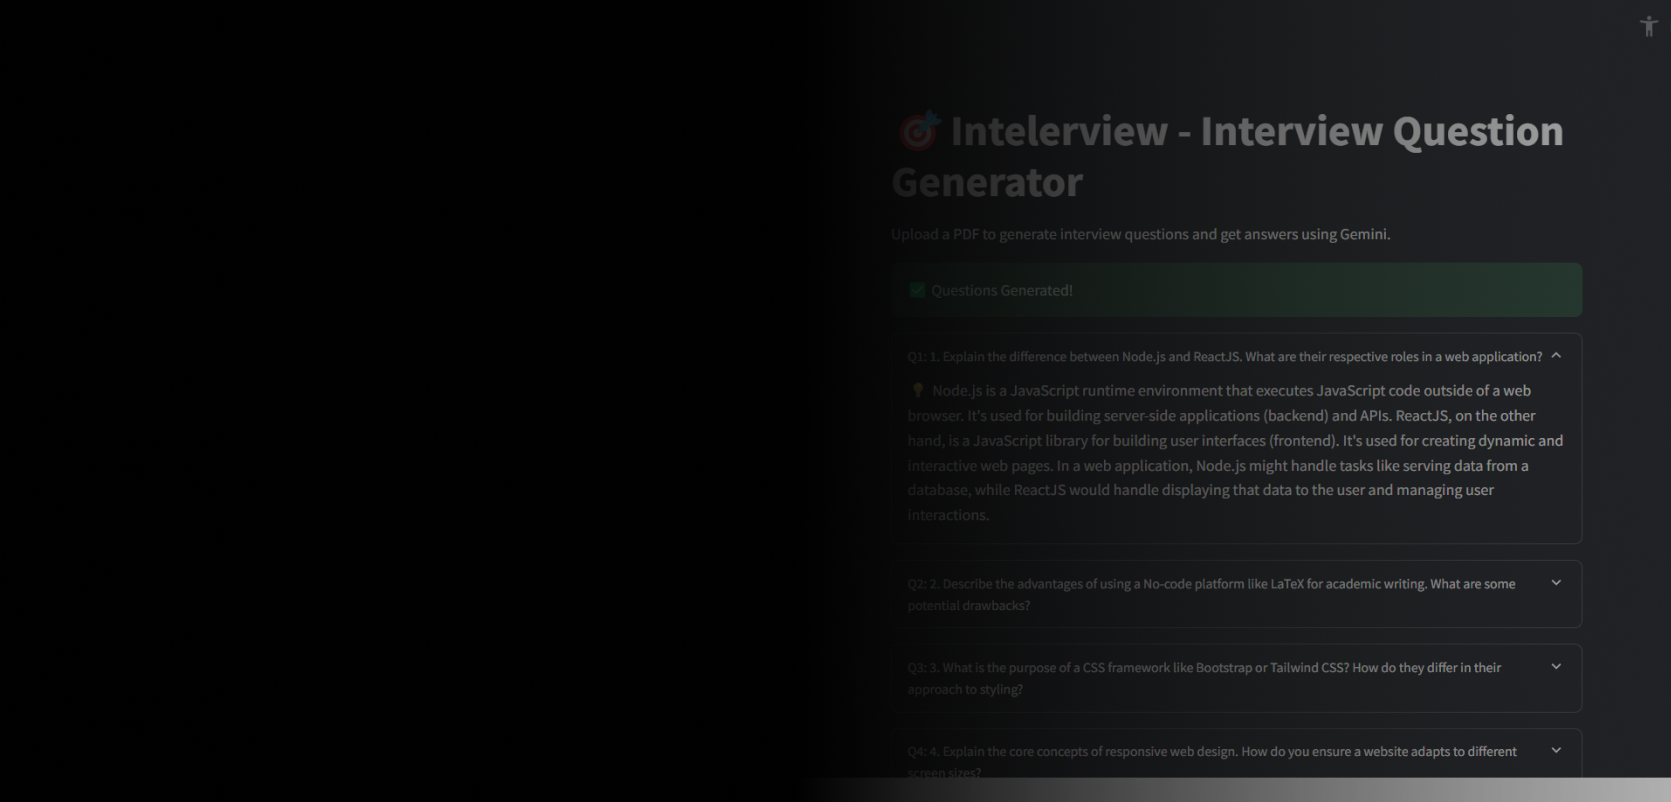 Intelerview - Interview Question
Generator
Upload a PDF to generate interview questions and get answers using Gemini.
Questions Generated!
Q1: 1. Explain the difference between Node.js and ReactJS. What are their respective roles in a web application?
Node.js is a JavaScript runtime environment that executes JavaScript code outside of a web
browser. It's used for building server-side applications (backend) and APIs. ReactJS, on the other
hand, is a JavaScript library for building user interfaces (frontend). It's used for creating dynamic and
interactive web pages. In a web application, Node.js might handle tasks like serving data from a
database, while ReactJS would handle displaying that data to the user and managing user
interactions.
Q2: 2. Describe the advantages of using a No-code platform like LaTeX for academic writing. What are some
potential drawbacks?
Q3: 3. What is the purpose of a CSS framework like Bootstrap or Tailwind CSS? How do they differ in their
approach to styling?
Q4: 4. Explain the core concepts of responsive web design. How do you ensure a website adapts to different
screen sizes?